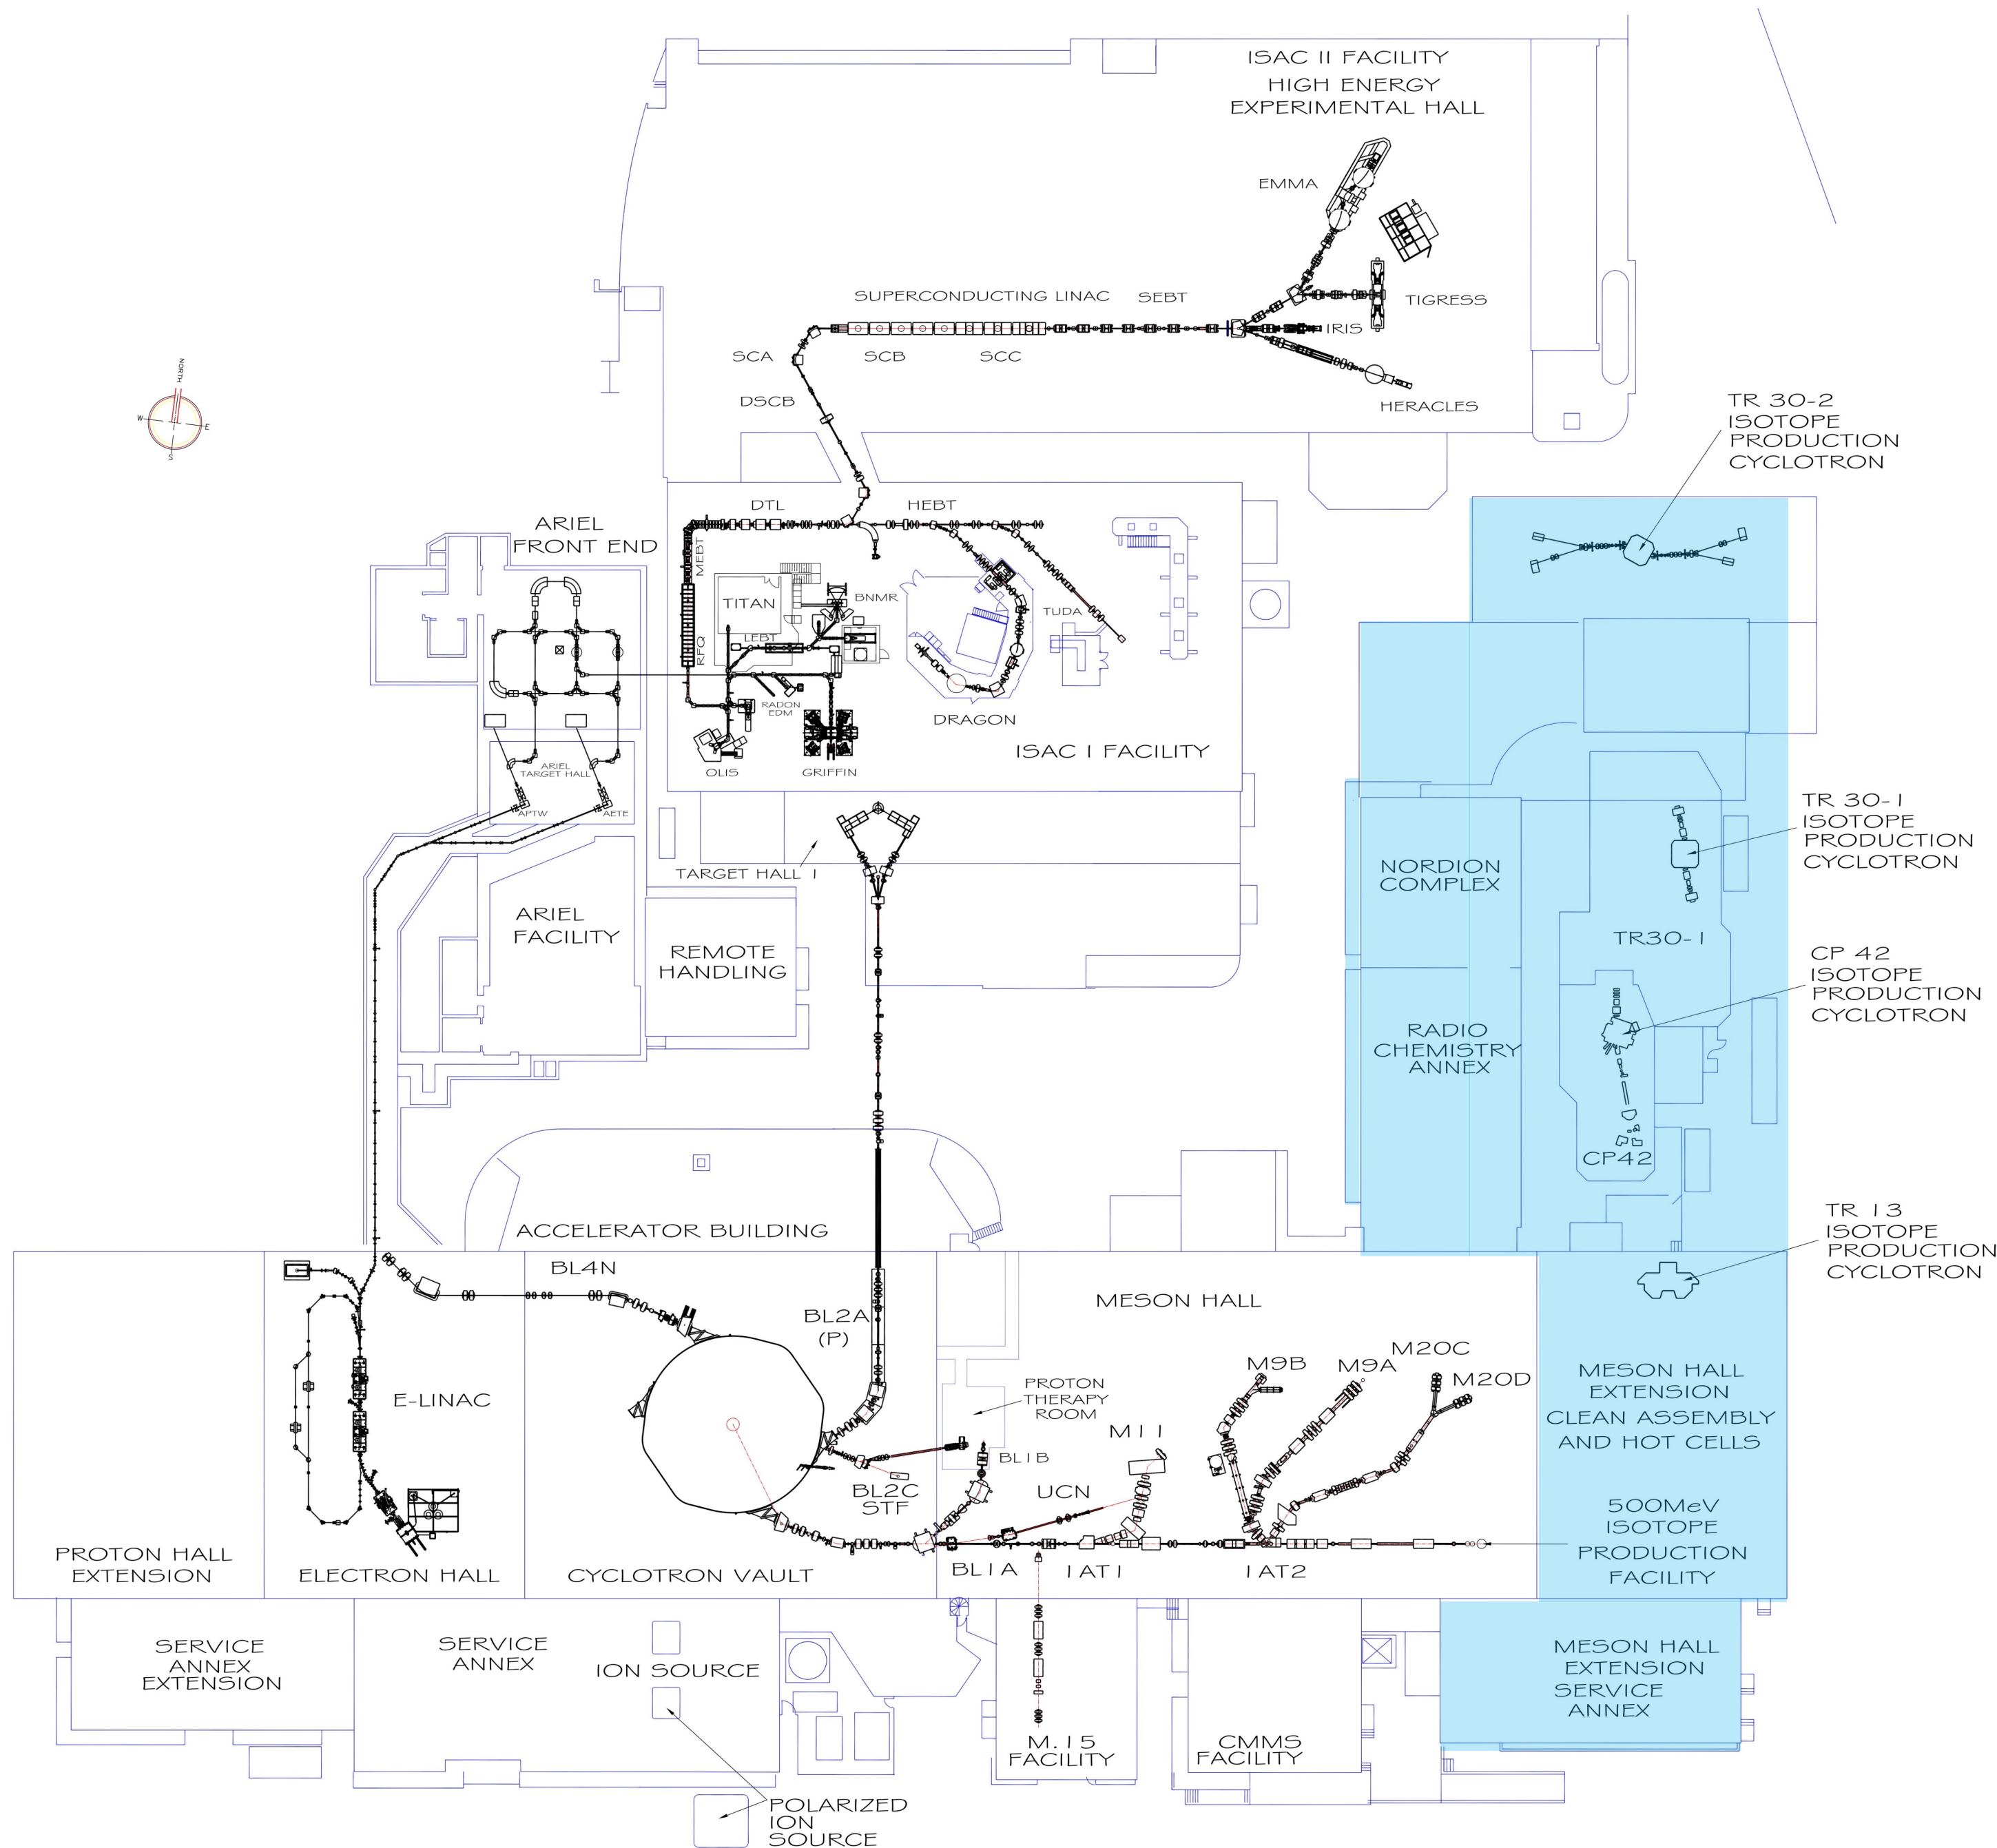 ISAC II FACILITY
HIGH ENERGY
EXPERIMENTAL HALL
EMMA
TIGRESS
SUPERCONDUCTING LINAC
SEBT
IRIS
SCA
SCB
SCC
DSCB
HERACLES
NORTH
W
E
S
TR 30-2
ISOTOPE
PRODUCTION
CYCLOTRON
ARIEL
FRONT END
DTL
HEBT
MEBT
TITAN
BNMR
TUDA
LEBT
RFQ
RADON
EDM
DRAGON
ISAC I FACILITY
OLIS
GRIFFIN
ARIEL
TARGET HALL
APTW
AETE
TR 30-1
ISOTOPE
PRODUCTION
CYCLOTRON
TARGET HALL 1
NORDION
COMPLEX
ARIEL
FACILITY
REMOTE
HANDLING
TR30-1
CP 42
ISOTOPE
PRODUCTION
CYCLOTRON
RADIO
CHEMISTRY
ANNEX
CP42
TR 13
ISOTOPE
PRODUCTION
CYCLOTRON
ACCELERATOR BUILDING
BL4N
BL2A
(P)
MESON HALL
M9B
M9A
M20C
M20D
E-LINAC
PROTON
THERAPY
ROOM
M11
MESON HALL
EXTENSION
CLEAN ASSEMBLY
AND HOT CELLS
BL1B
BL2C
STF
UCN
500MeV
ISOTOPE
PRODUCTION
FACILITY
PROTON HALL
EXTENSION
ELECTRON HALL
CYCLOTRON VAULT
BL1A
1AT1
1AT2
SERVICE
ANNEX
EXTENSION
SERVICE
ANNEX
ION SOURCE
MESON HALL
EXTENSION
SERVICE
ANNEX
M.15
FACILITY
CMMS
FACILITY
POLARIZED
ION
SOURCE